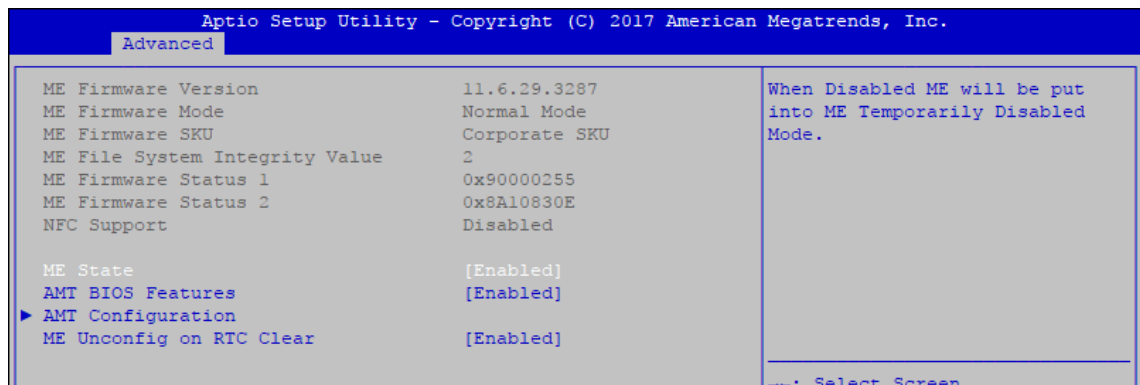 Aptio Setup Utility - Copyright (C) 2017 American Megatrends, Inc.
Advanced
ME Firmware Version 11.6.29.3287
ME Firmware Mode Normal Mode
ME Firmware SKU Corporate SKU
ME File System Integrity Value 2
ME Firmware Status 1 0x90000255
ME Firmware Status 2 0x8A10830E
NFC Support Disabled
ME State [Enabled]
AMT BIOS Features [Enabled]
► AMT Configuration
ME Unconfig on RTC Clear [Enabled]
When Disabled ME will be put
into ME Temporarily Disabled
Mode.
: Select Screen